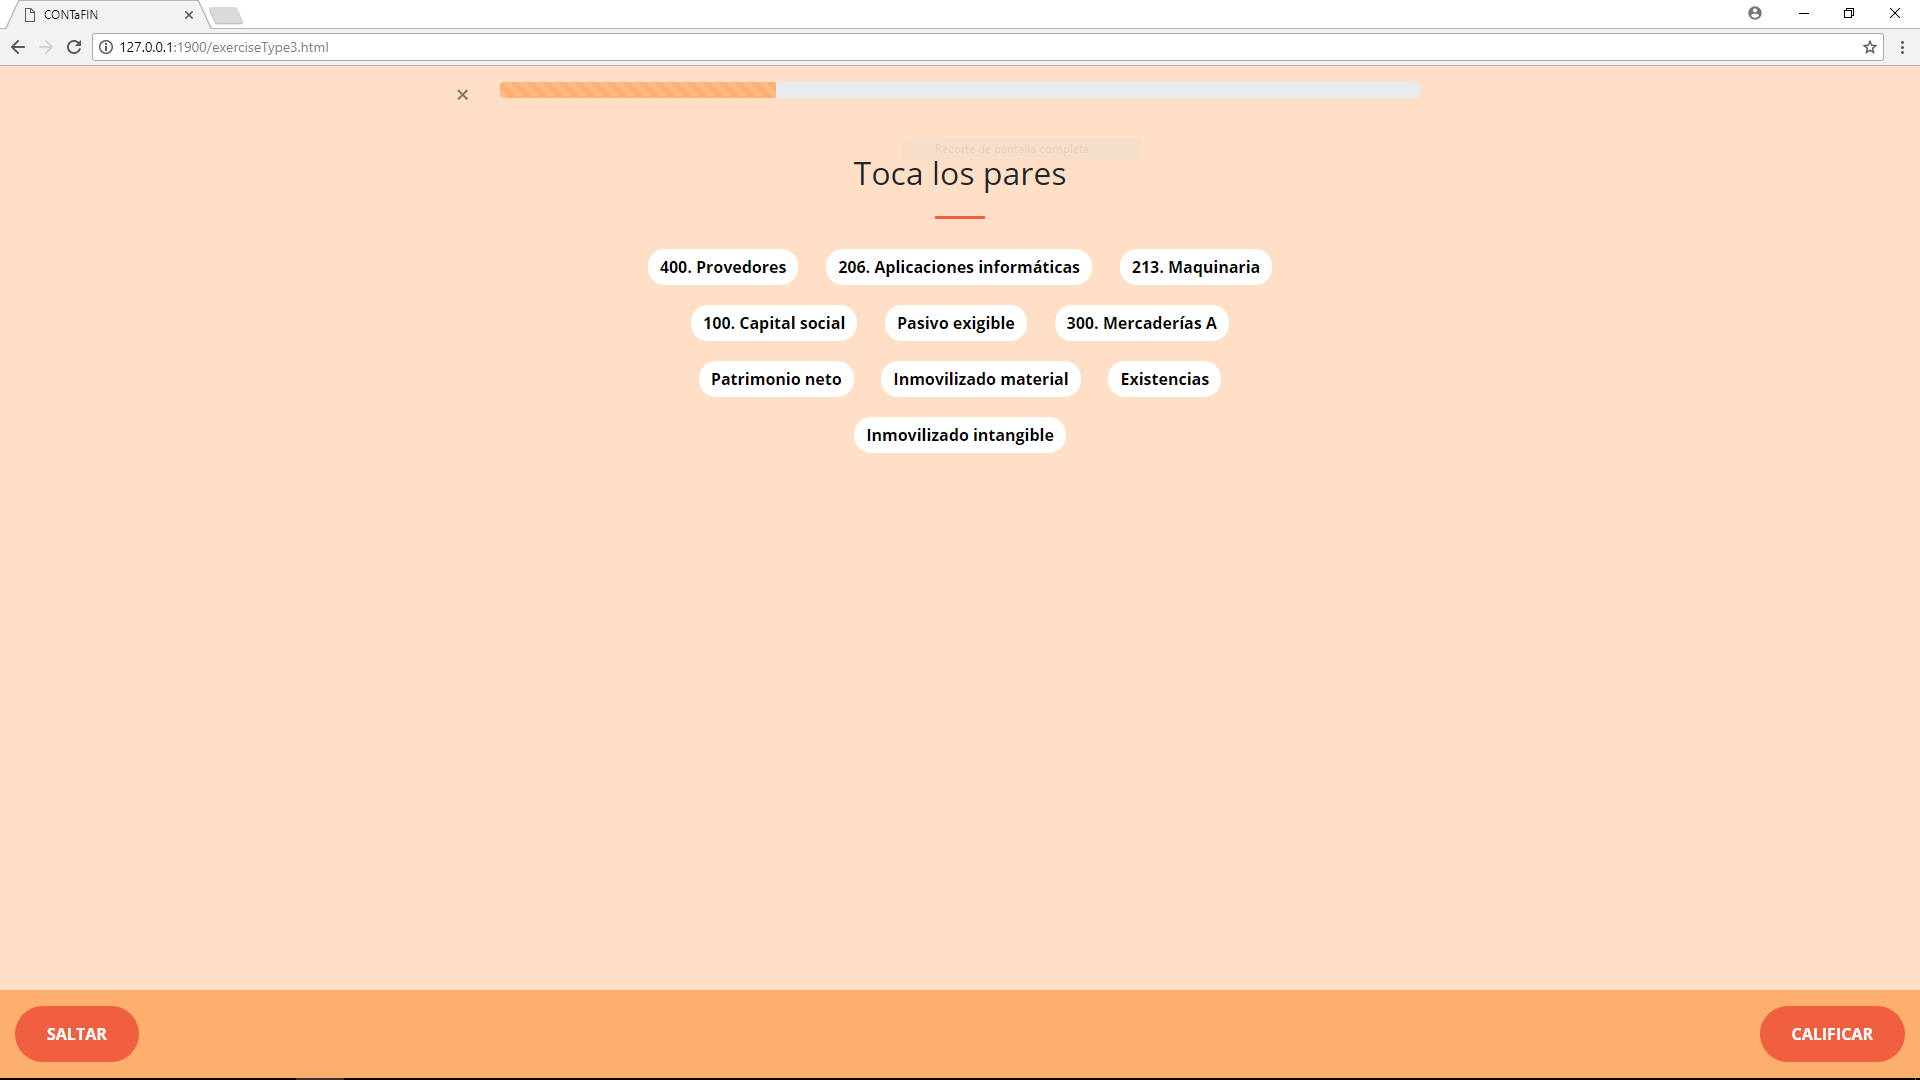 CONTaFIN
127.0.0.1:1900/exerciseType3.html
Recorte de pantalla completa
Toca los pares
400. Provedores 206. Aplicaciones informáticas 213. Maquinaria
100. Capital social Pasivo exigible 300. Mercaderías A
Patrimonio neto Inmovilizado material Existencias
Inmovilizado intangible
SALTAR CALIFICAR